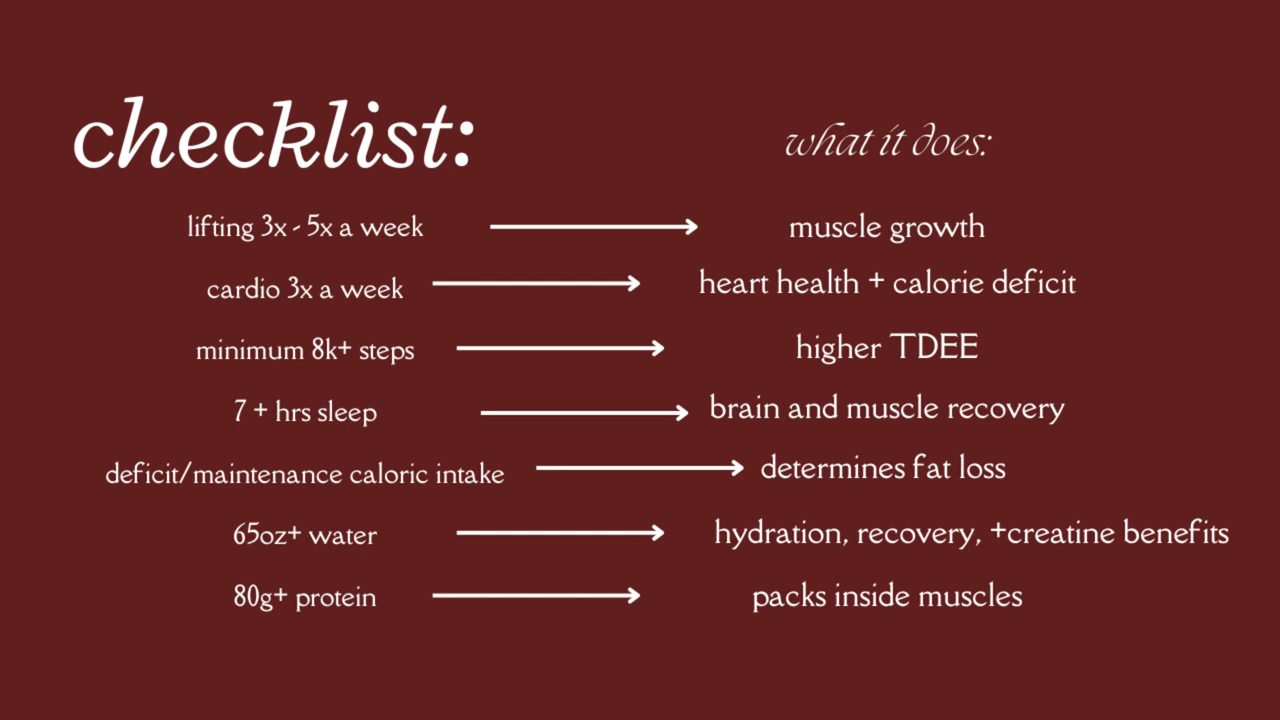 checklist:
what it does:
lifting 3x - 5x a week
muscle growth
cardio 3x a week
heart health + calorie deficit
minimum 8k+ steps
higher TDEE
7 + hrs sleep
brain and muscle recovery
deficit/maintenance caloric intake
determines fat loss
65oz+ water
hydration, recovery, +creatine benefits
80g+ protein
packs inside muscles